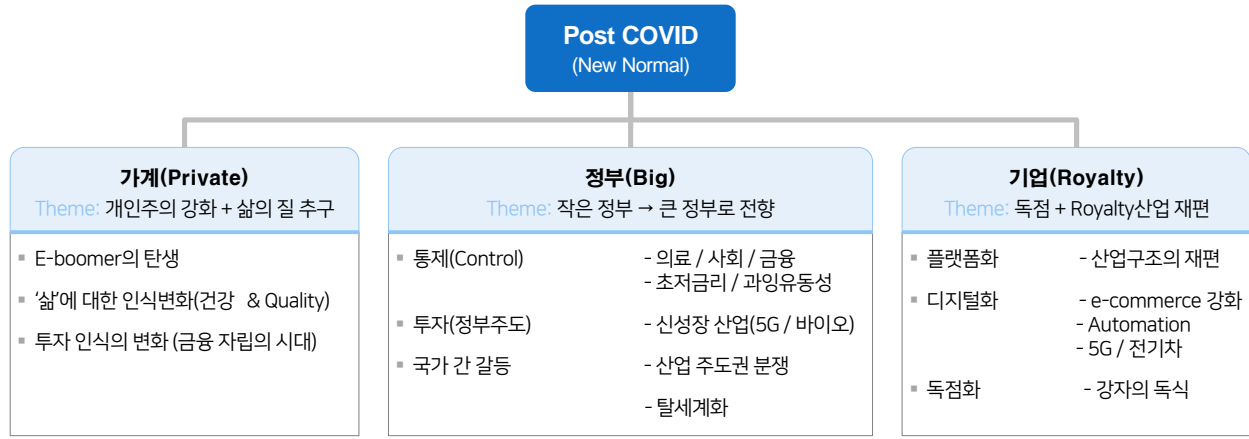 Post COVID
(New Normal)
가계(Private)
Theme: 개인주의 강화 + 삶의 질 추구
▪ E-boomer의 탄생
▪ ‘삶’에 대한 인식변화(건강 & Quality)
▪ 투자 인식의 변화 (금융 자립의 시대)
정부(Big)
Theme: 작은 정부 → 큰 정부로 전향
▪ 통제(Control) - 의료 / 사회 / 금융
- 초저금리 / 과잉유동성
▪ 투자(정부주도) - 신성장 산업(5G / 바이오)
▪ 국가 간 갈등 - 산업 주도권 분쟁
- 탈세계화
기업(Royalty)
Theme: 독점 + Royalty산업 재편
▪ 플랫폼화 - 산업구조의 재편
▪ 디지털화 - e-commerce 강화
- Automation
- 5G / 전기차
▪ 독점화 - 강자의 독식